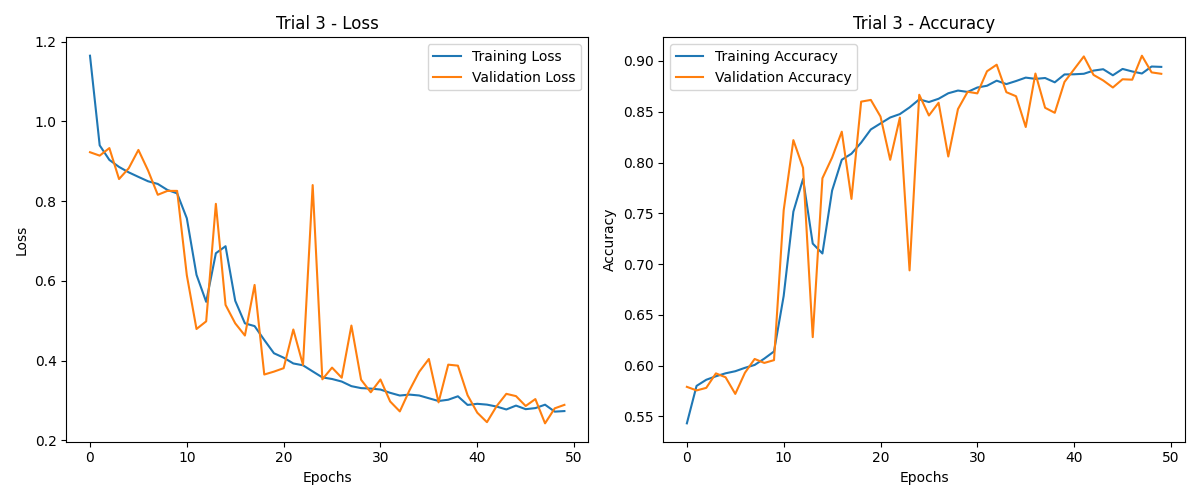 Trial 3 - Loss
1.2
1.0
0.8
0.6
0.4
0.2
Loss
Training Loss
Validation Loss
0
10
20
30
40
50
Epochs
Trial 3 - Accuracy
0.90
0.85
0.80
0.75
0.70
0.65
0.60
0.55
Accuracy
Training Accuracy
Validation Accuracy
0
10
20
30
40
50
Epochs